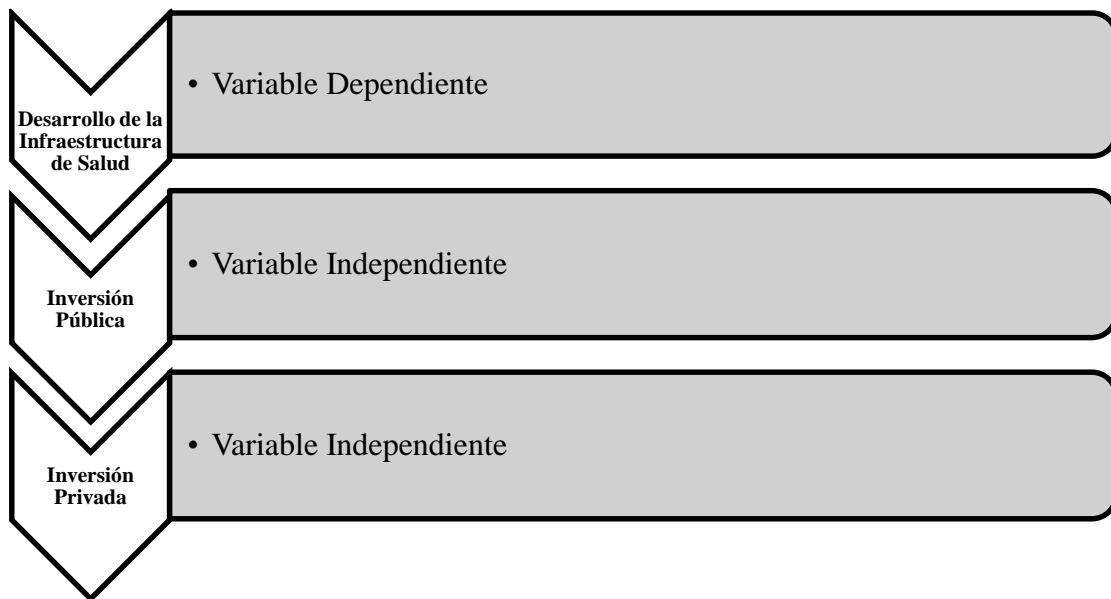 Desarrollo de la
Infraestructura
de Salud
• Variable Dependiente
Inversión
Pública
• Variable Independiente
Inversión
Privada
• Variable Independiente